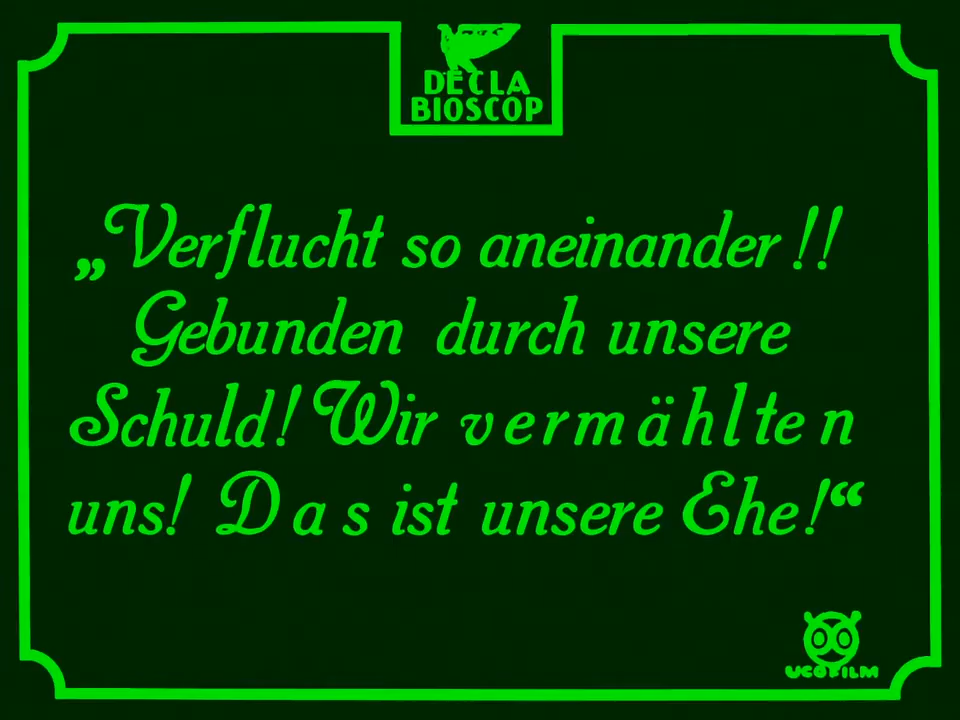 DECLA
BIOSCOP
„Verflucht so aneinander!!
Gebunden durch unsere
Schuld! Wir vermählten
uns! Das ist unsere Ehe!“
UCOFILM